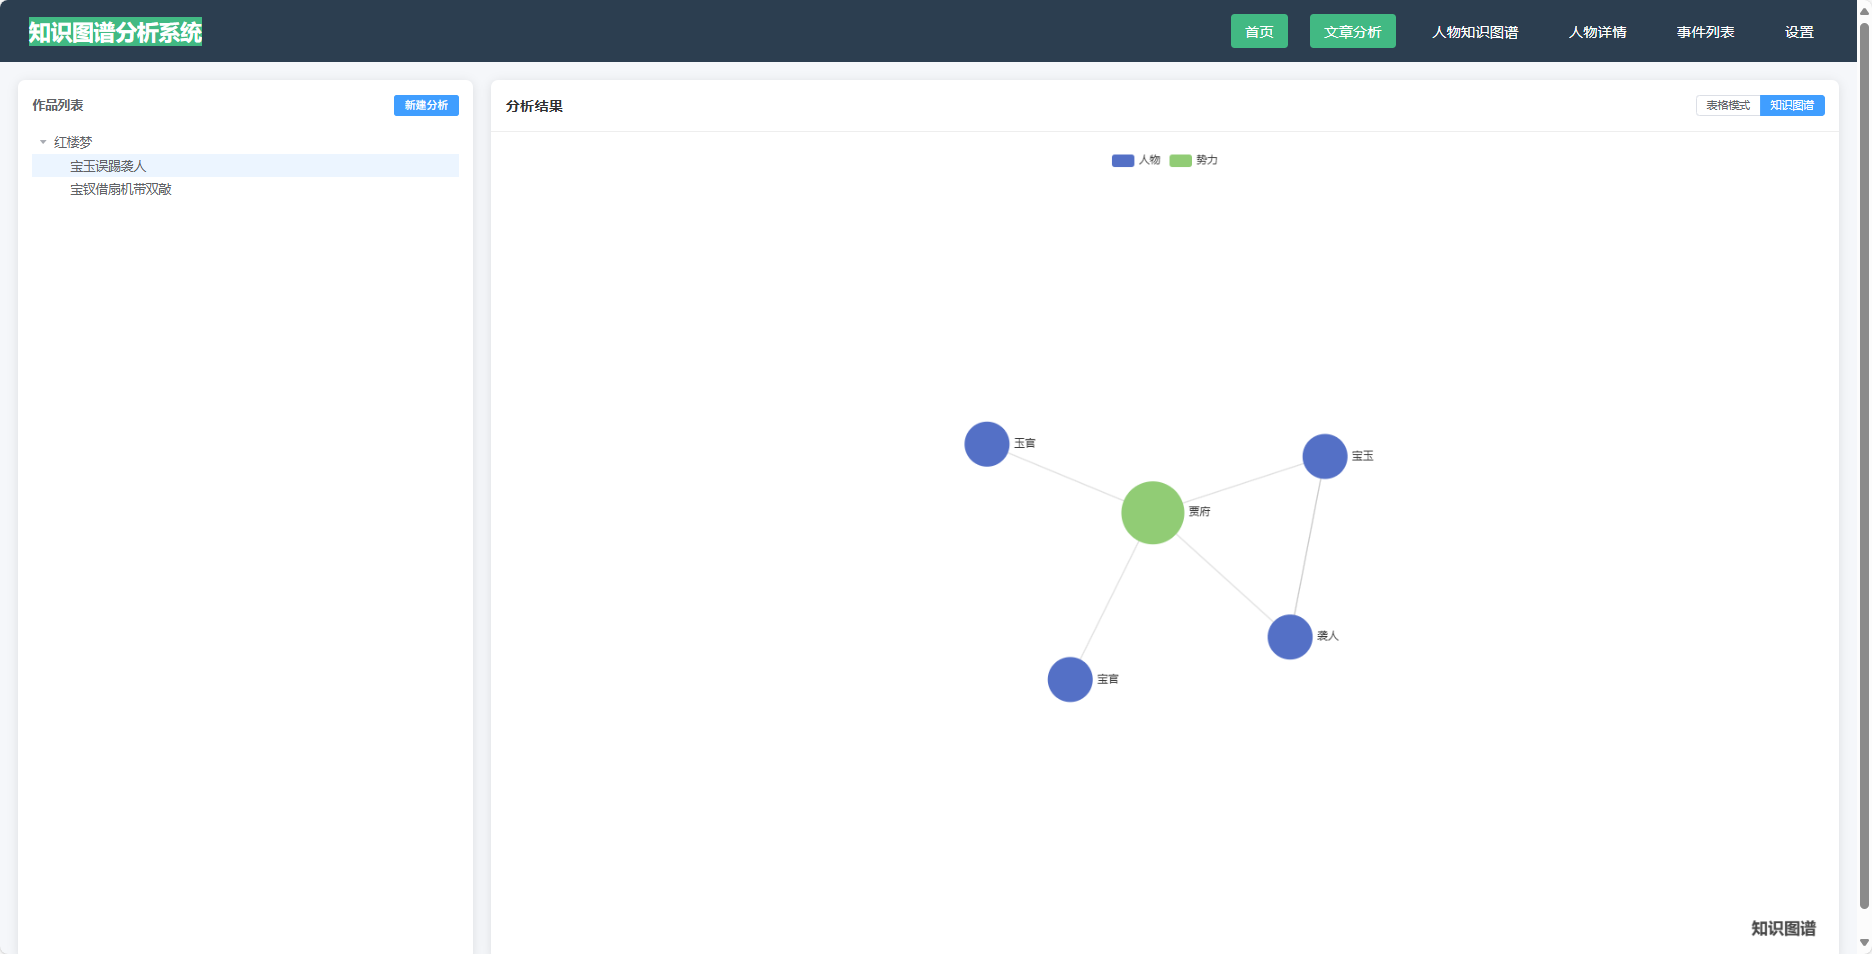 知识图谱分析系统
首页
文章分析
人物知识图谱
人物详情
事件列表
设置
作品列表
新建分析
红楼梦
宝玉误踢袭人
宝钗借扇机带双敲
分析结果
表格模式
知识图谱
人物
势力
玉官
宝玉
贾府
袭人
宝官
知识图谱